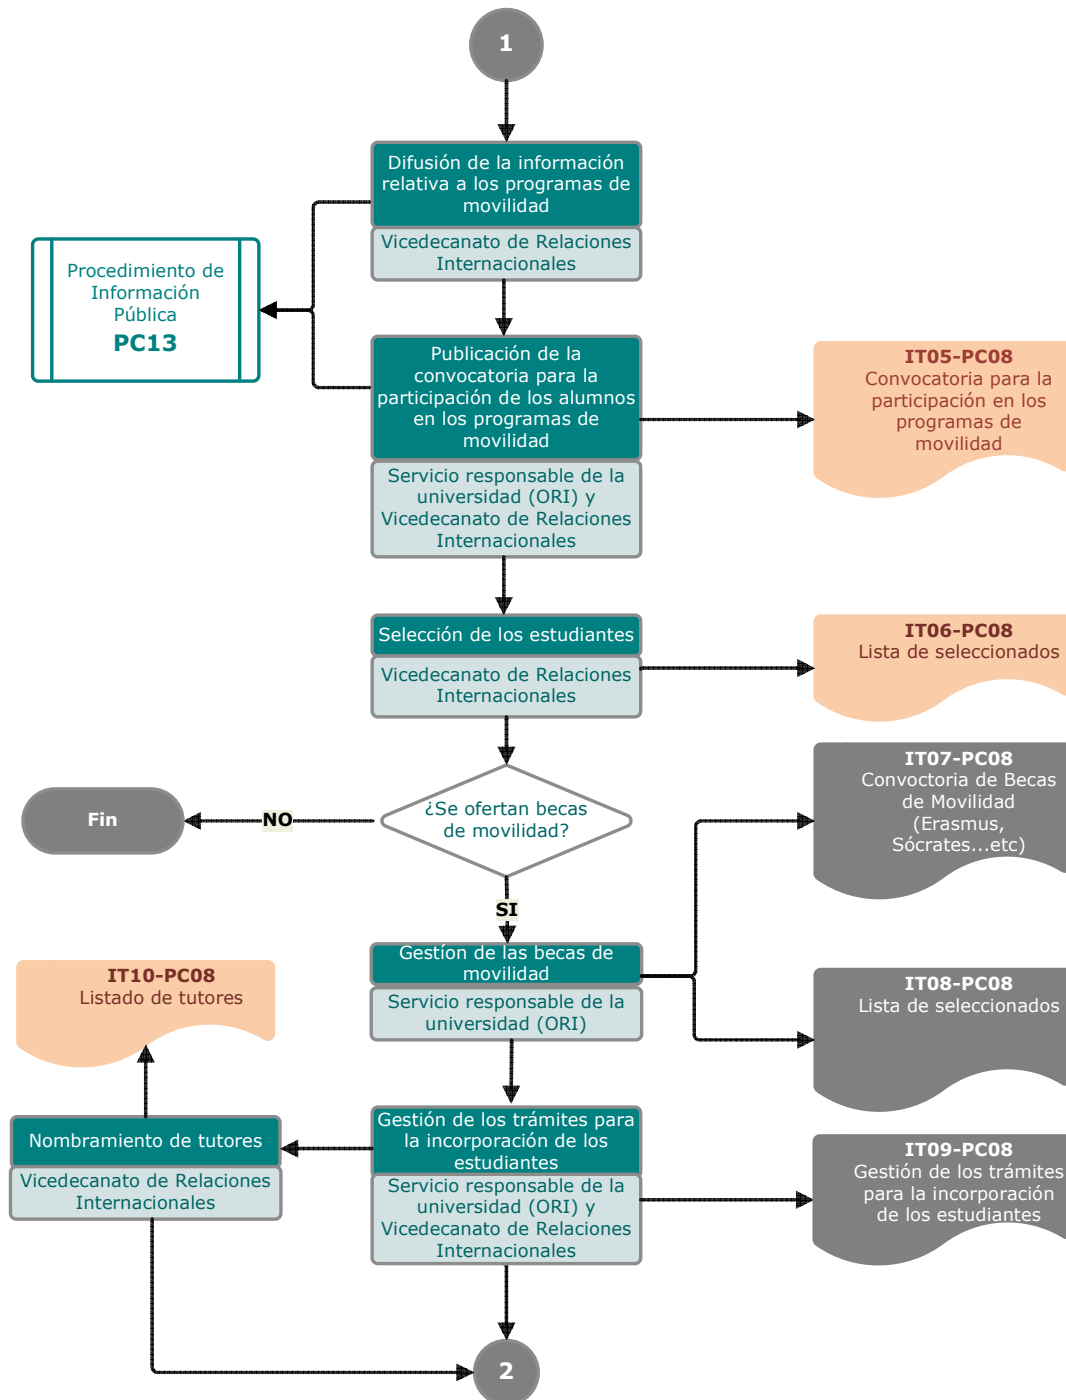 1
Difusión de la información
relativa a los programas de
movilidad
Vicedecanato de Relaciones
Internacionales
Procedimiento de
Información
Pública
PC13
Publicación de la
convocatoria para la
participación de los alumnos
en los programas de
movilidad
Servicio responsable de la
universidad (ORI) y
Vicedecanato de Relaciones
Internacionales
IT05-PC08
Convocatoria para la
participación en los
programas de
movilidad
Selección de los estudiantes
Vicedecanato de Relaciones
Internacionales
IT06-PC08
Lista de seleccionados
¿Se ofertan becas
de movilidad?
NO
Fin
SI
IT07-PC08
Convoctoria de Becas
de Movilidad
(Erasmus,
Sócrates...etc)
Gestíon de las becas de
movilidad
Servicio responsable de la
universidad (ORI)
IT08-PC08
Lista de seleccionados
IT10-PC08
Listado de tutores
Gestión de los trámites para
la incorporación de los
estudiantes
Servicio responsable de la
universidad (ORI) y
Vicedecanato de Relaciones
Internacionales
Nombramiento de tutores
Vicedecanato de Relaciones
Internacionales
IT09-PC08
Gestión de los trámites
para la incorporación
de los estudiantes
2